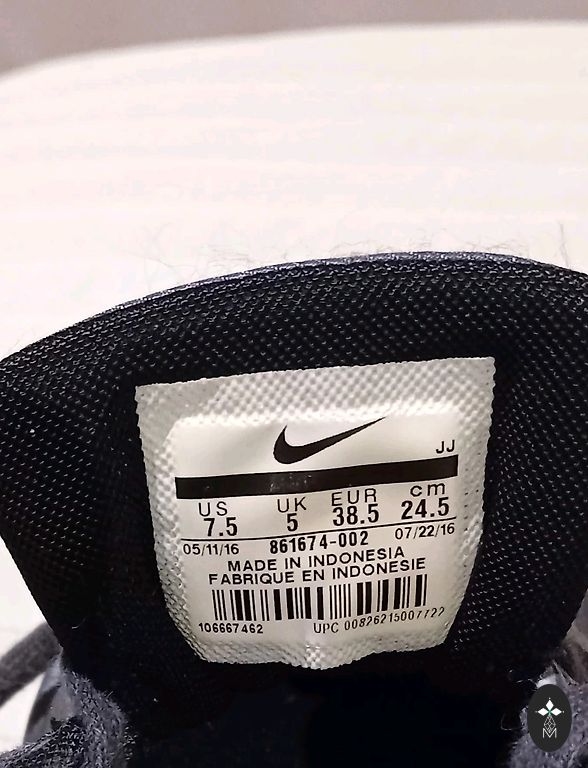 JJ
US UK EUR cm
7.5 5 38.5 24.5
05/11/16 861674-002 07/22/16
MADE IN INDONESIA
FABRIQUE EN INDONESIE
106667462 UPC 00826215007722
M